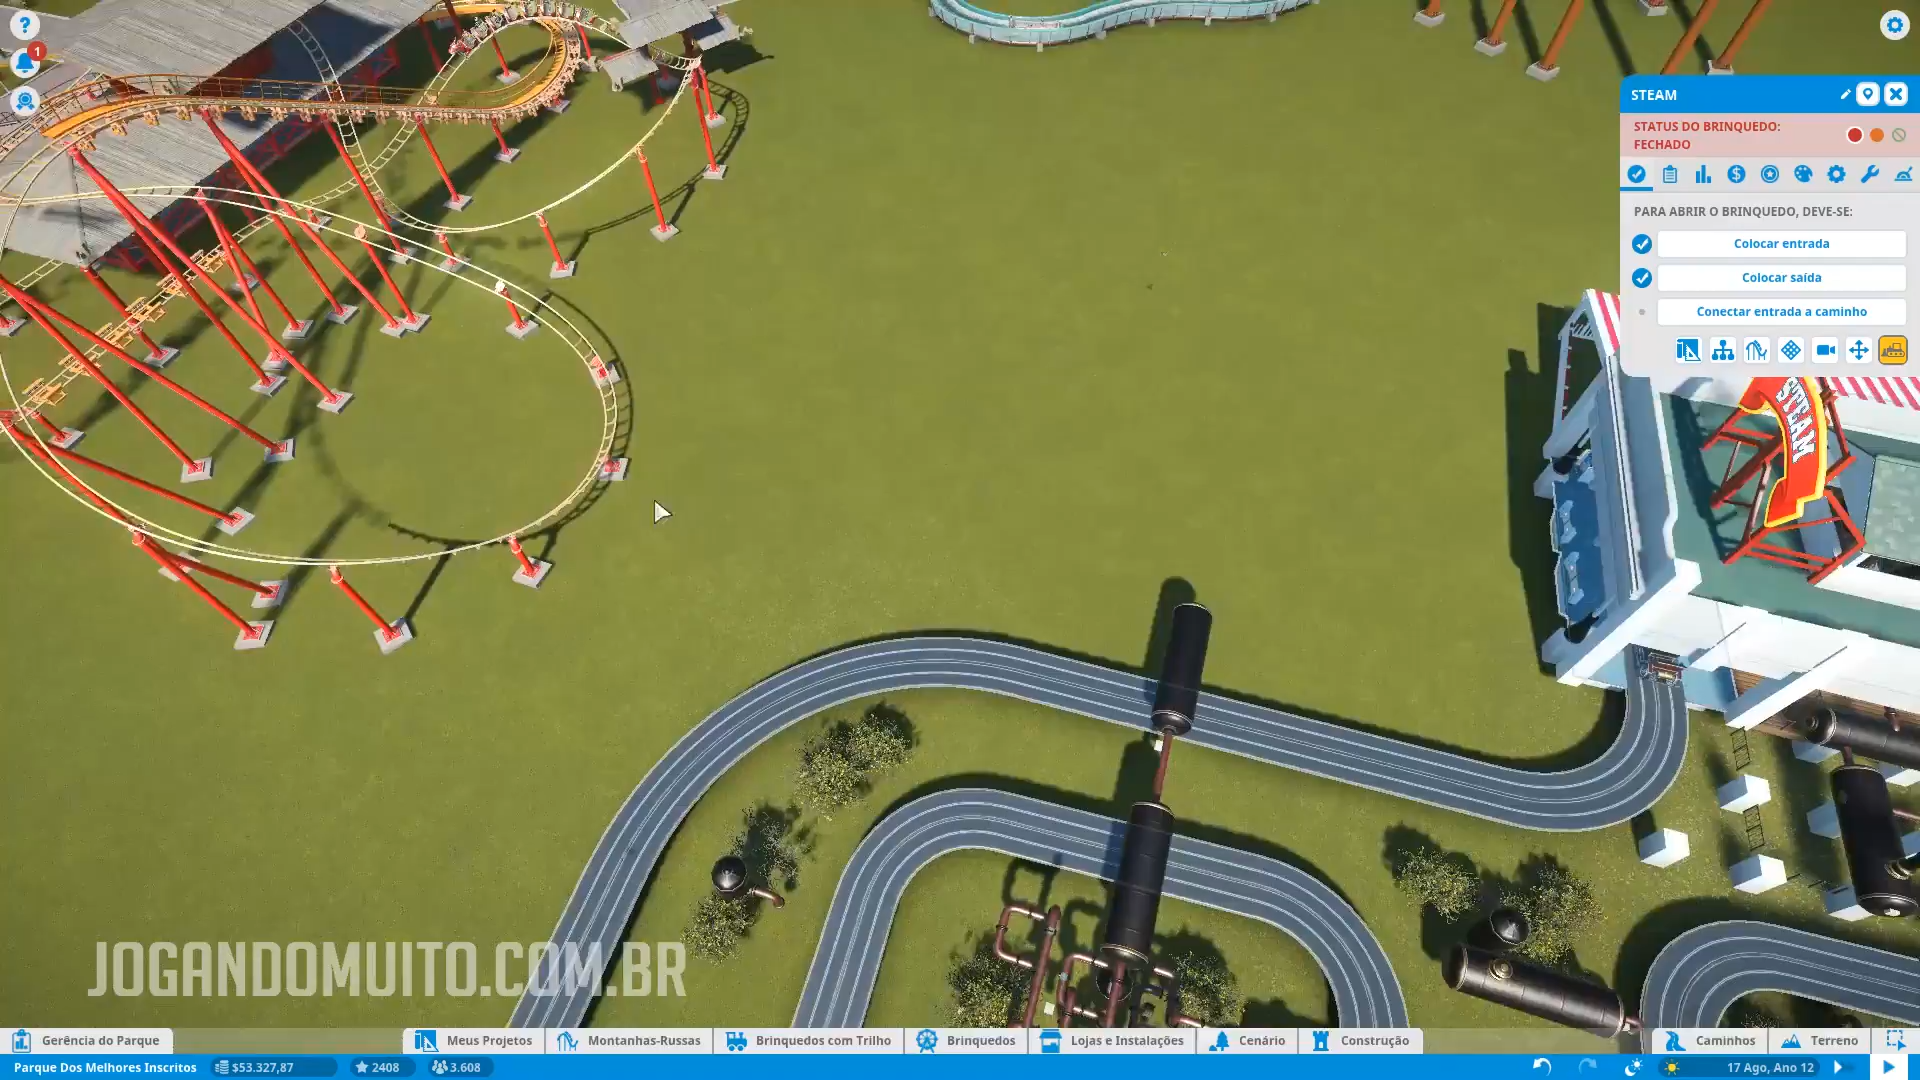 ?
1
STEAM
STATUS DO BRINQUEDO:
FECHADO
PARA ABRIR O BRINQUEDO, DEVE-SE:
Colocar entrada
Colocar saída
Conectar entrada a caminho
STEAM
JOGANDOMUITO.COM.BR
Gerência do Parque
Meus Projetos
Montanhas-Russas
Brinquedos com Trilho
Brinquedos
Lojas e Instalações
Cenário
Construção
Caminhos
Terreno
Parque Dos Melhores Inscritos
$53.327,87
2408
3.608
17 Ago, Ano 12